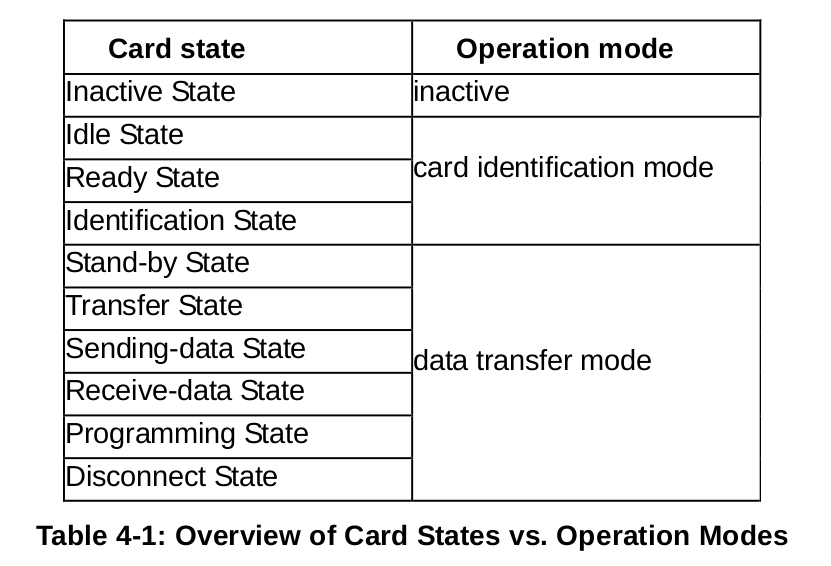 Card state Operation mode
Inactive State inactive
Idle State
Ready State card identification mode
Identification State
Stand-by State
Transfer State
Sending-data State data transfer mode
Receive-data State
Programming State
Disconnect State
Table 4-1: Overview of Card States vs. Operation Modes